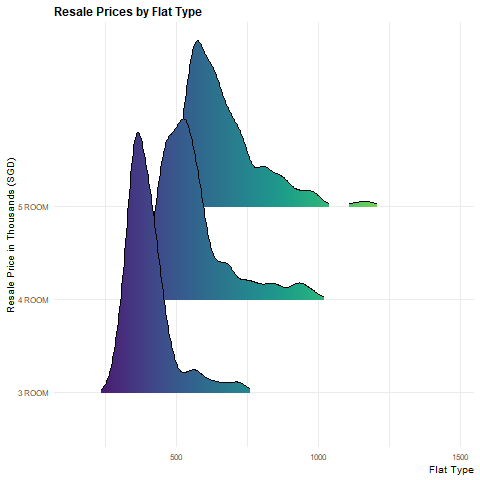 Resale Prices by Flat Type
Resale Price in Thousands (SGD)
5 ROOM
4 ROOM
3 ROOM
500
1000
1500
Flat Type